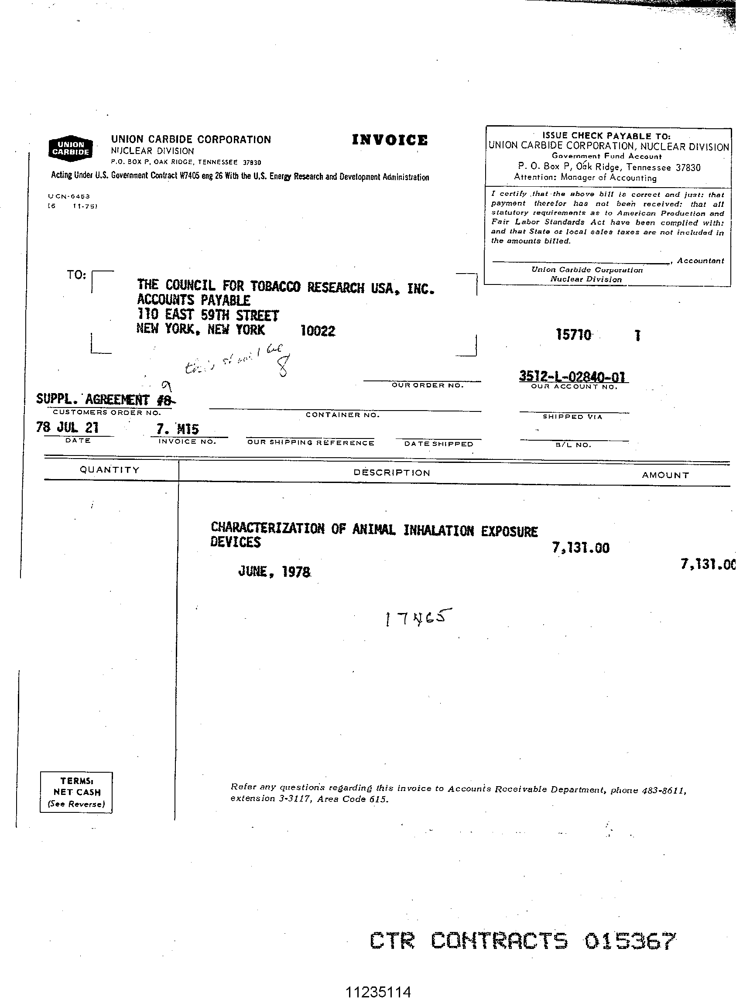 UNION
CARBIDE
UNION CARBIDE CORPORATION
NUCLEAR DIVISION
P.O. BOX P, OAK RIDGE, TENNESSEE 37830
INVOICE
Acting Under U.S. Government Contract W7405 eng 26 With the U.S. Energy Research and Development Administration
UCN-6453
(6 11-75)
ISSUE CHECK PAYABLE TO:
UNION CARBIDE CORPORATION, NUCLEAR DIVISION
Government Fund Account
P. O. Box P, Oak Ridge, Tennessee 37830
Attention: Manager of Accounting
I certify that the above bill is correct and just; that
payment therefor has not been received; that all
statutory requirements as to American Production and
Fair Labor Standards Act have been complied with;
and that State or local sales taxes are not included in
the amounts billed.
, Accountant
Union Carbide Corporation
Nuclear Division
TO:
THE COUNCIL FOR TOBACCO RESEARCH USA, INC.
ACCOUNTS PAYABLE
110 EAST 59TH STREET
NEW YORK, NEW YORK 10022
15710 1
this should be
8
9
SUPPL. AGREEMENT #8
CUSTOMERS ORDER NO.
OUR ORDER NO.
3512-L-02840-01
OUR ACCOUNT NO.
CONTAINER NO.
SHIPPED VIA
78 JUL 21
DATE
7. M15
INVOICE NO.
OUR SHIPPING REFERENCE
DATE SHIPPED
B/L NO.
QUANTITY
DESCRIPTION
AMOUNT
CHARACTERIZATION OF ANIMAL INHALATION EXPOSURE
DEVICES
7,131.00
7,131.00
JUNE, 1978
17465
TERMS:
NET CASH
(See Reverse)
Refer any questions regarding this invoice to Accounts Receivable Department, phone 483-8611,
extension 3-3117, Area Code 615.
CTR CONTRACTS 015367
11235114